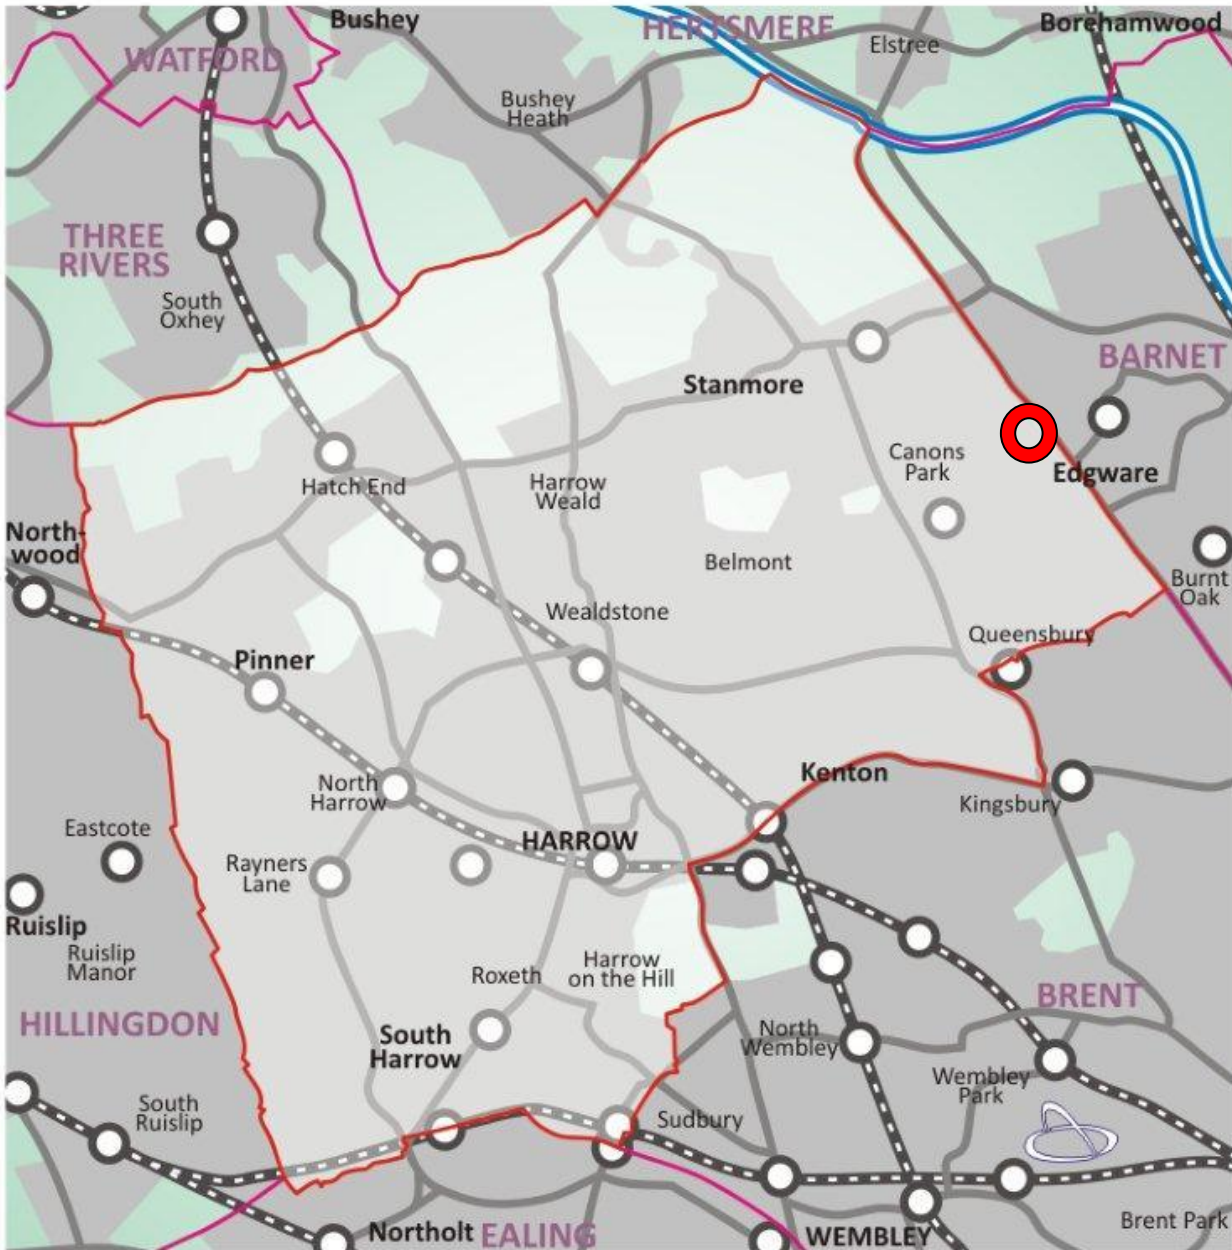 Bushey
HERTSMERE
Borehamwood
Elstree
WATFORD
Bushey
Heath
THREE
RIVERS
South
Oxhey
BARNET
Stanmore
Canons
Park
Edgware
Hatch End
Harrow
Weald
North-
wood
Belmont
Burnt
Oak
Wealdstone
Queensbury
Pinner
Kenton
North
Harrow
Kingsbury
Eastcote
HARROW
Rayners
Lane
Ruislip
Ruislip
Manor
Roxeth
Harrow
on the Hill
BRENT
HILLINGDON
South
Harrow
North
Wembley
Wembley
Park
South
Ruislip
Sudbury
Northolt
EALING
WEMBLEY
Brent Park